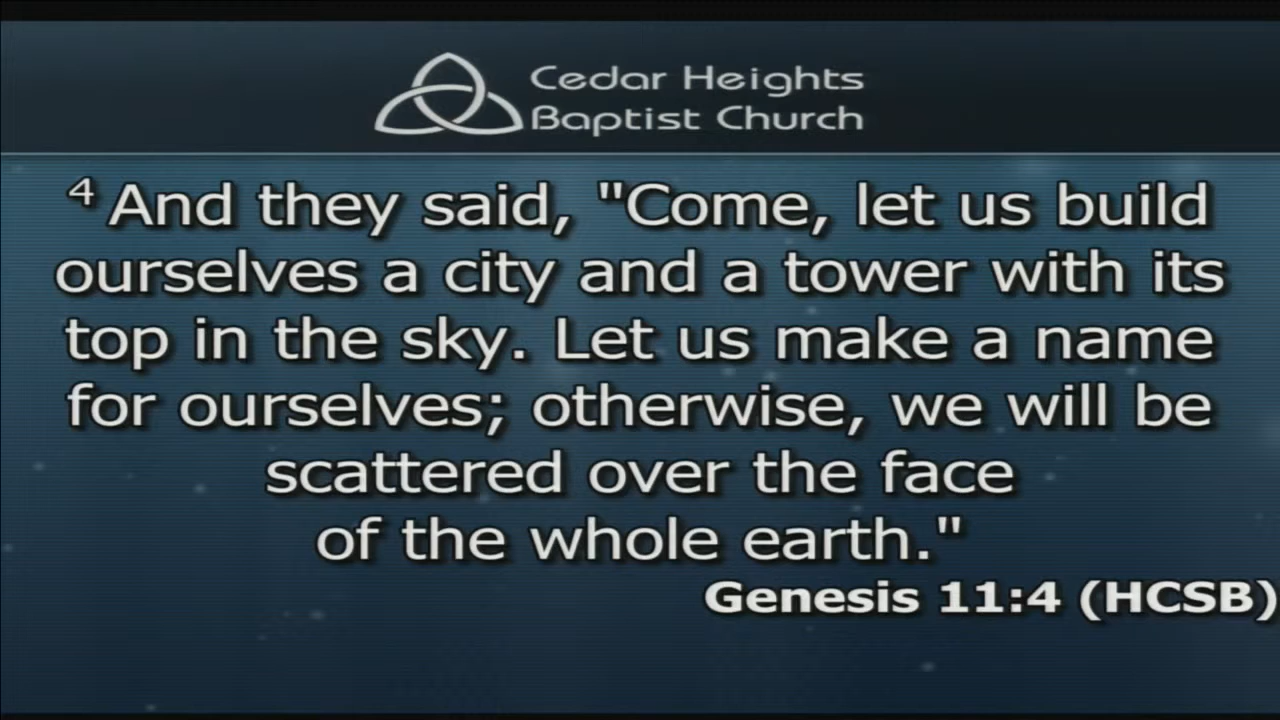 Cedar Heights
Baptist Church
4 And they said, "Come, let us build
ourselves a city and a tower with its
top in the sky. Let us make a name
for ourselves; otherwise, we will be
scattered over the face
of the whole earth."
Genesis 11:4 (HCSB)